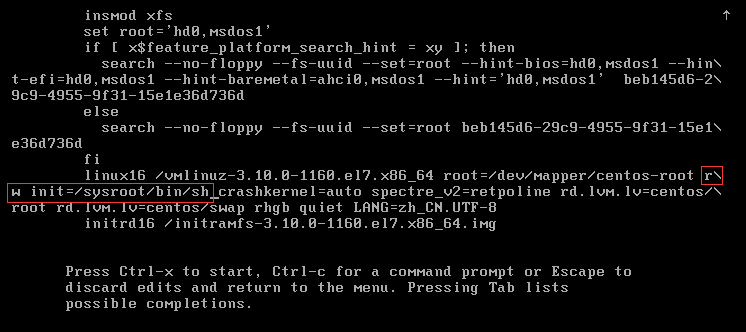 insmod xfs
set root='hd0,msdos1'
if [ x$feature_platform_search_hint = xy ]; then
search --no-floppy --fs-uuid --set=root --hint-bios=hd0,msdos1 --hin\
t-efi=hd0,msdos1 --hint-baremetal=ahci0,msdos1 --hint='hd0,msdos1'  beb145d6-2\
9c9-4955-9f31-15e1e36d736d
else
search --no-floppy --fs-uuid --set=root beb145d6-29c9-4955-9f31-15e1\
e36d736d
fi
linux16 /vmlinuz-3.10.0-1160.el7.x86_64 root=/dev/mapper/centos-root r\
w init=/sysroot/bin/sh crashkernel=auto spectre_v2=retpoline rd.lvm.lv=centos/\
root rd.lvm.lv=centos/swap rhgb quiet LANG=zh_CN.UTF-8
initrd16 /initramfs-3.10.0-1160.el7.x86_64.img
Press Ctrl-x to start, Ctrl-c for a command prompt or Escape to
discard edits and return to the menu. Pressing Tab lists
possible completions.